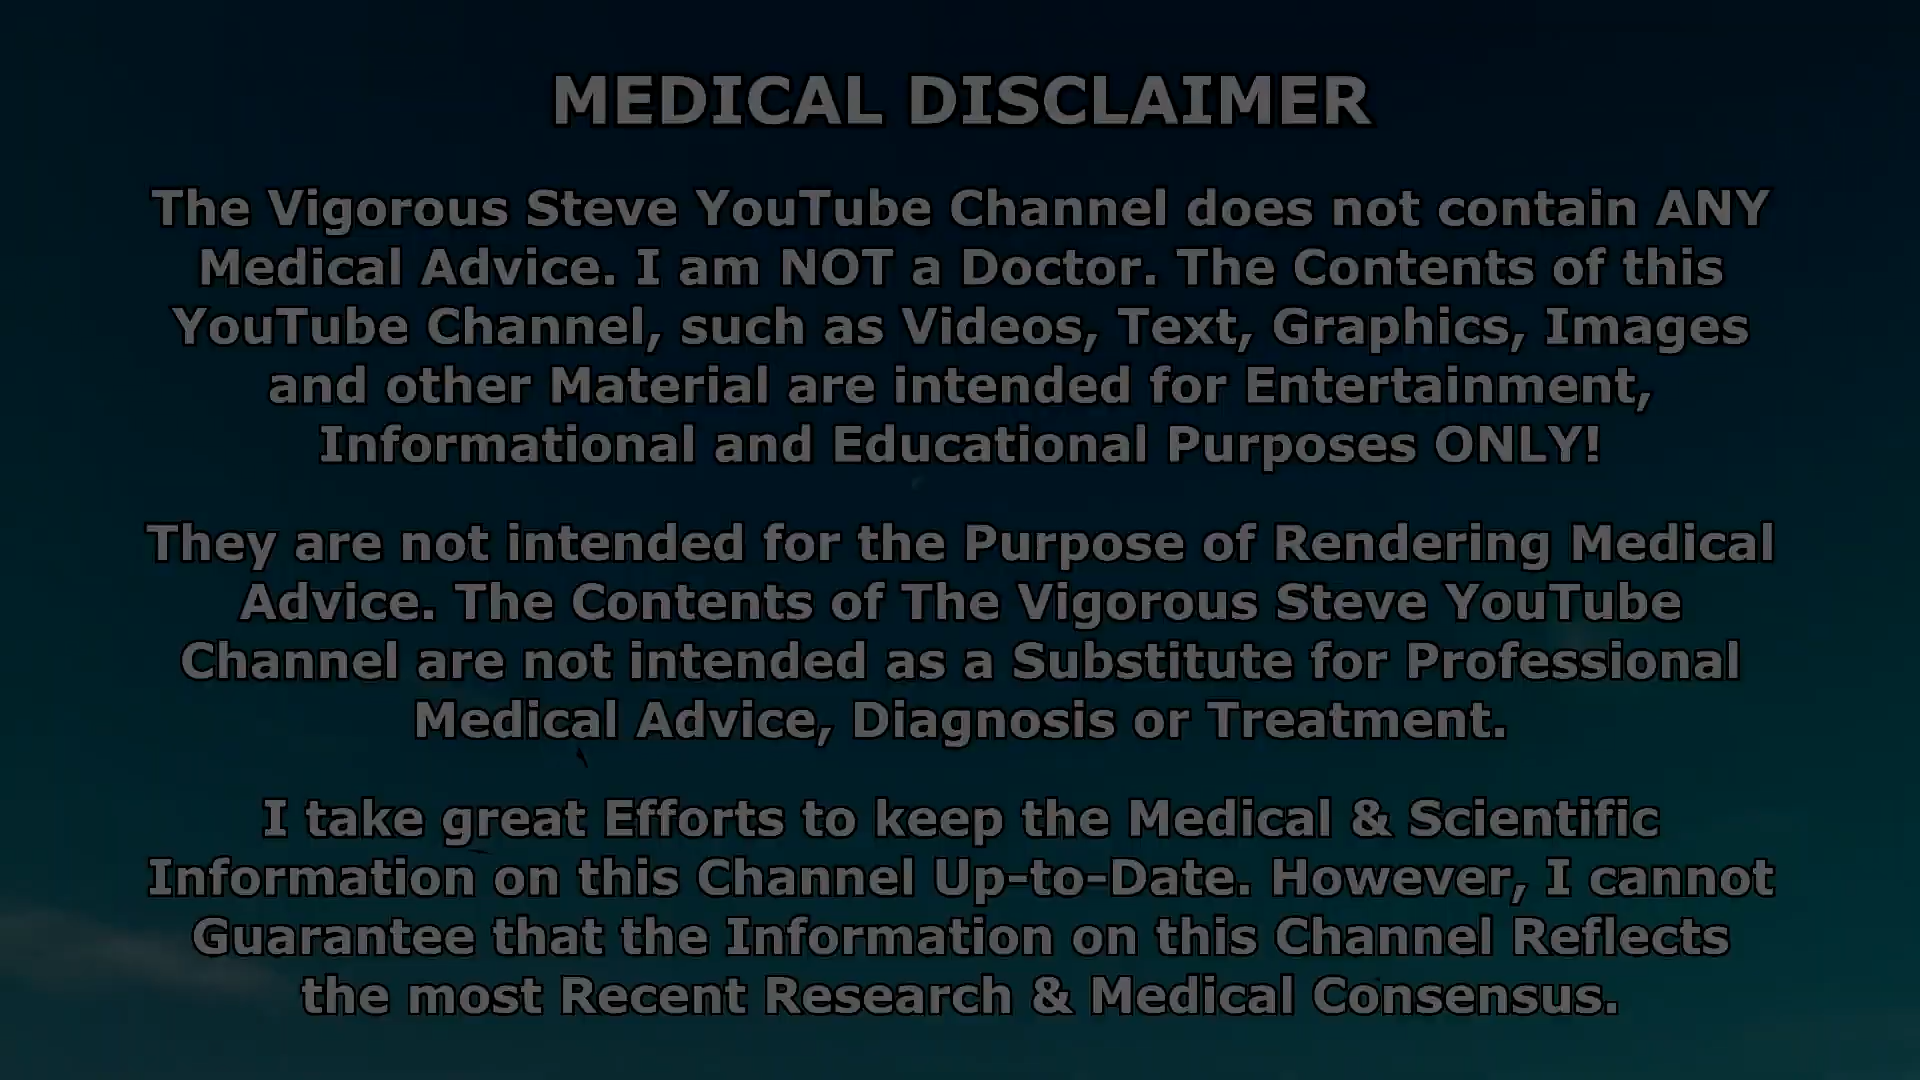 MEDICAL DISCLAIMER
The Vigorous Steve YouTube Channel does not contain ANY
Medical Advice. I am NOT a Doctor. The Contents of this
YouTube Channel, such as Videos, Text, Graphics, Images
and other Material are intended for Entertainment,
Informational and Educational Purposes ONLY!
They are not intended for the Purpose of Rendering Medical
Advice. The Contents of The Vigorous Steve YouTube
Channel are not intended as a Substitute for Professional
Medical Advice, Diagnosis or Treatment.
I take great Efforts to keep the Medical & Scientific
Information on this Channel Up-to-Date. However, I cannot
Guarantee that the Information on this Channel Reflects
the most Recent Research & Medical Consensus.